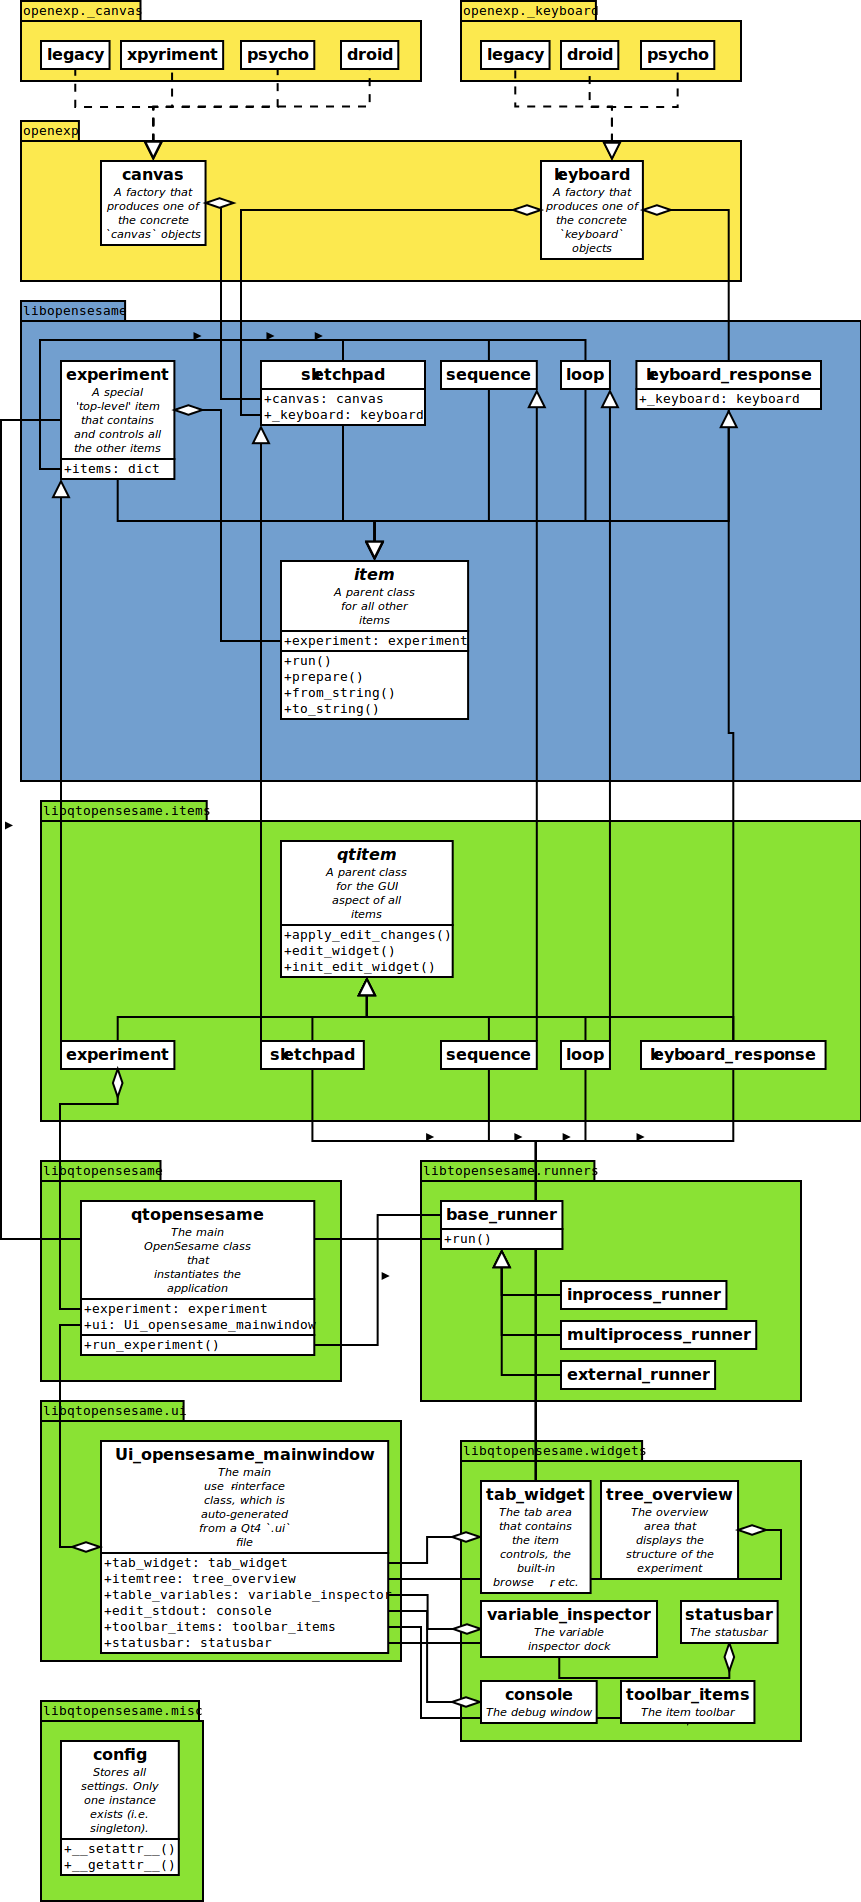 openexp._canvas
openexp._keyboard
legacy
xpyriment
psycho
droid
legacy
droid
psycho
openexp
canvas
A factory that
produces one of
the concrete
`canvas` objects
keyboard
A factory that
produces one of
the concrete
`keyboard`
objects
libopensesame
experiment
A special
'top-level' item
that contains
and controls all
the other items
+items: dict
sketchpad
+canvas: canvas
+_keyboard: keyboard
sequence
loop
keyboard_response
+_keyboard: keyboard
item
A parent class
for all other
items
+experiment: experiment
+run()
+prepare()
+from_string()
+to_string()
libqtopensesame.items
qtitem
A parent class
for the GUI
aspect of all
items
+apply_edit_changes()
+edit_widget()
+init_edit_widget()
experiment
sketchpad
sequence
loop
keyboard_response
libqtopensesame
qtopensesame
The main
OpenSesame class
that
instantiates the
application
+experiment: experiment
+ui: Ui_opensesame_mainwindow
+run_experiment()
libtopensesame.runners
base_runner
+run()
inprocess_runner
multiprocess_runner
external_runner
libqtopensesame.ui
Ui_opensesame_mainwindow
The main
use r-interface
class, which is
auto-generated
from a Qt4 `.ui`
file
+tab_widget: tab_widget
+itemtree: tree_overview
+table_variables: variable_inspector
+edit_stdout: console
+toolbar_items: toolbar_items
+statusbar: statusbar
libqtopensesame.widgets
tab_widget
The tab area
that contains
the item
controls, the
built-in
browse r, etc.
tree_overview
The overview
area that
displays the
structure of the
experiment
variable_inspector
The variable
inspector dock
statusbar
The statusbar
console
The debug window
toolbar_items
The item toolbar
libqtopensesame.misc
config
Stores all
settings. Only
one instance
exists (i.e.
singleton).
+__setattr__()
+__getattr__()